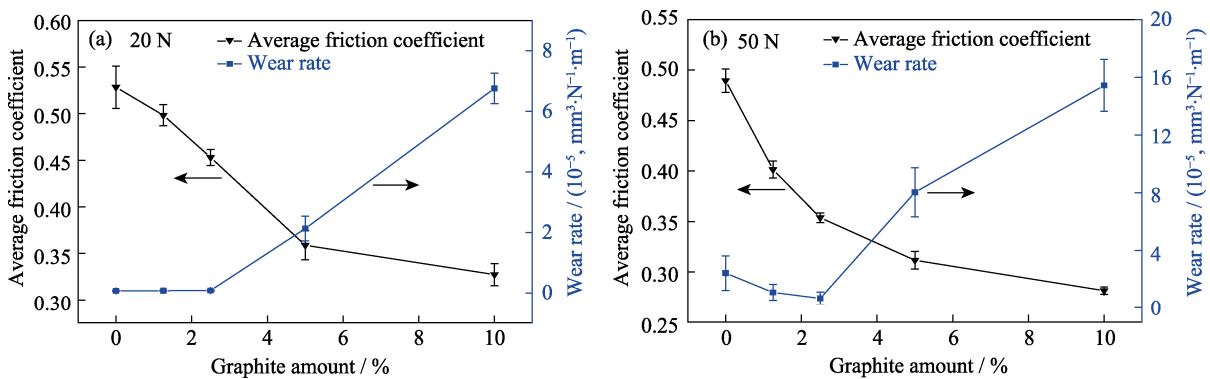 (a) 20 N
Average friction coefficient
Wear rate
Average friction coefficient
0.60
0.55
0.50
0.45
0.40
0.35
0.30
8
6
4
2
0
Wear rate / (10⁻⁵, mm³·N⁻¹·m⁻¹)
0 2 4 6 8 10
Graphite amount / %
(b) 50 N
Average friction coefficient
Wear rate
Average friction coefficient
0.55
0.50
0.45
0.40
0.35
0.30
0.25
20
16
12
8
4
0
Wear rate / (10⁻⁵, mm³·N⁻¹·m⁻¹)
0 2 4 6 8 10
Graphite amount / %